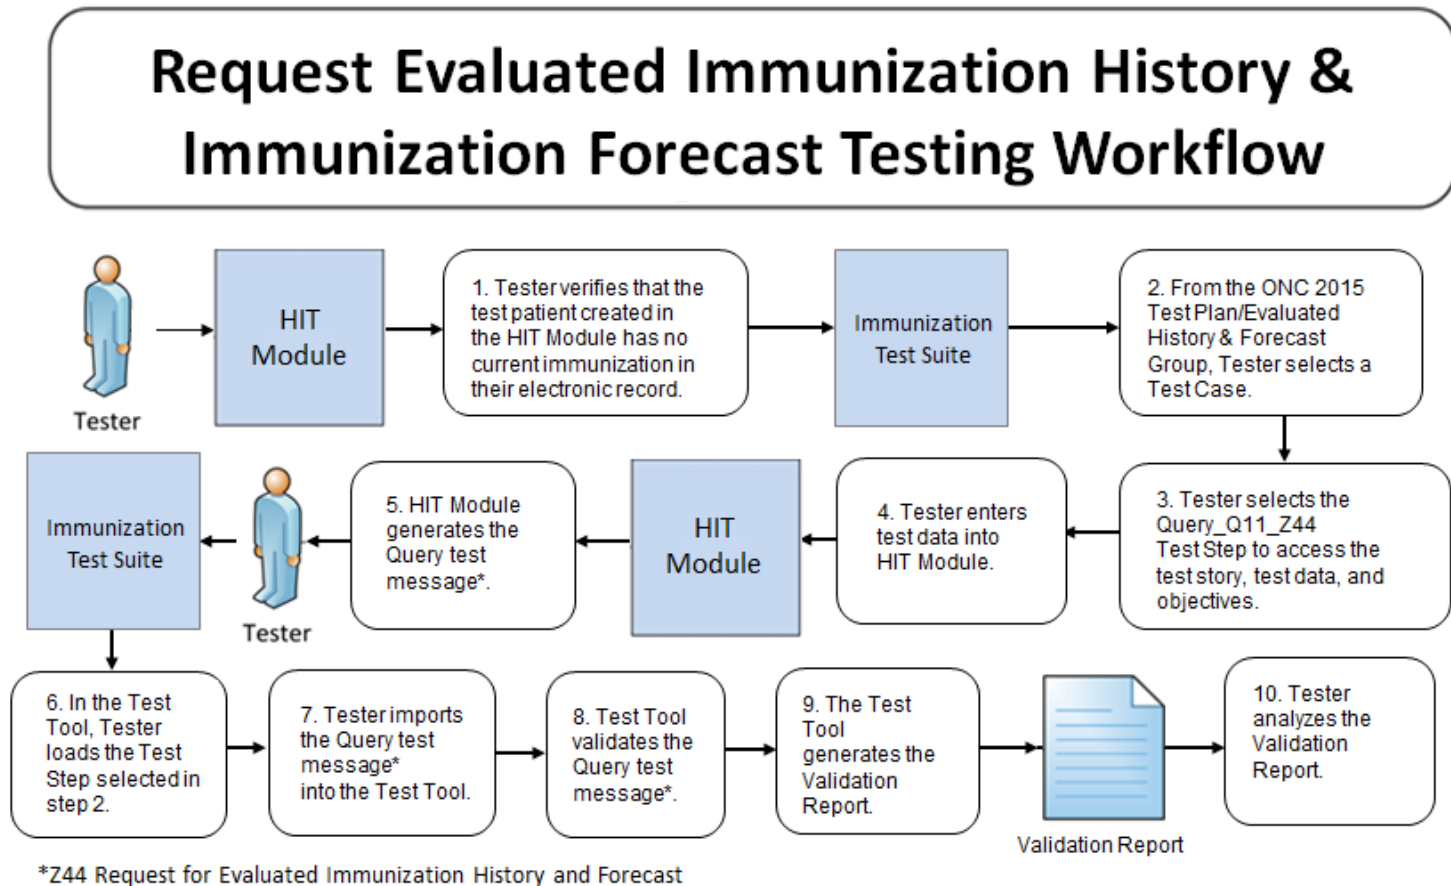 Request Evaluated Immunization History &
Immunization Forecast Testing Workflow
Tester
HIT
Module
1. Tester verifies that the
test patient created in
the HIT Module has no
current immunization in
their electronic record.
Immunization
Test Suite
2. From the ONC 2015
Test Plan/Evaluated
History & Forecast
Group, Tester selects a
Test Case.
3. Tester selects the
Query_Q11_Z44
Test Step to access the
test story, test data, and
objectives.
4. Tester enters
test data into
HIT Module.
HIT
Module
5. HIT Module
generates the
Query test
message*.
Tester
Immunization
Test Suite
6. In the Test
Tool, Tester
loads the Test
Step selected in
step 2.
7. Tester imports
the Query test
message*
into the Test Tool.
8. Test Tool
validates the
Query test
message*.
9. The Test
Tool
generates the
Validation
Report.
Validation Report
10. Tester
analyzes the
Validation
Report.
*Z44 Request for Evaluated Immunization History and Forecast